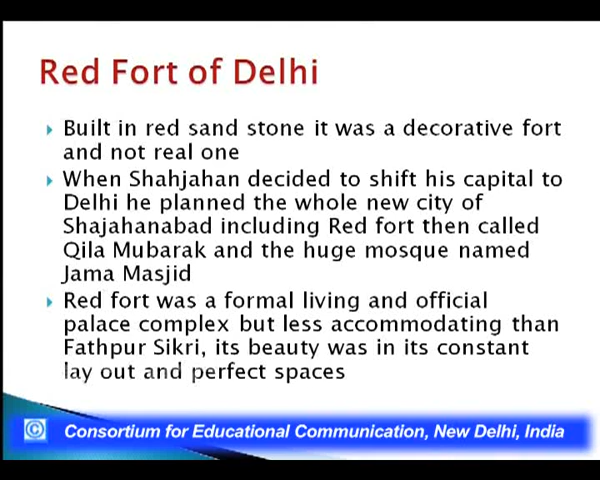 Red Fort of Delhi
Built in red sand stone it was a decorative fort
and not real one
When Shahjahan decided to shift his capital to
Delhi he planned the whole new city of
Shajahanabad including Red fort then called
Qila Mubarak and the huge mosque named
Jama Masjid
Red fort was a formal living and official
palace complex but less accommodating than
Fathpur Sikri, its beauty was in its constant
lay out and perfect spaces
© Consortium for Educational Communication, New Delhi, India